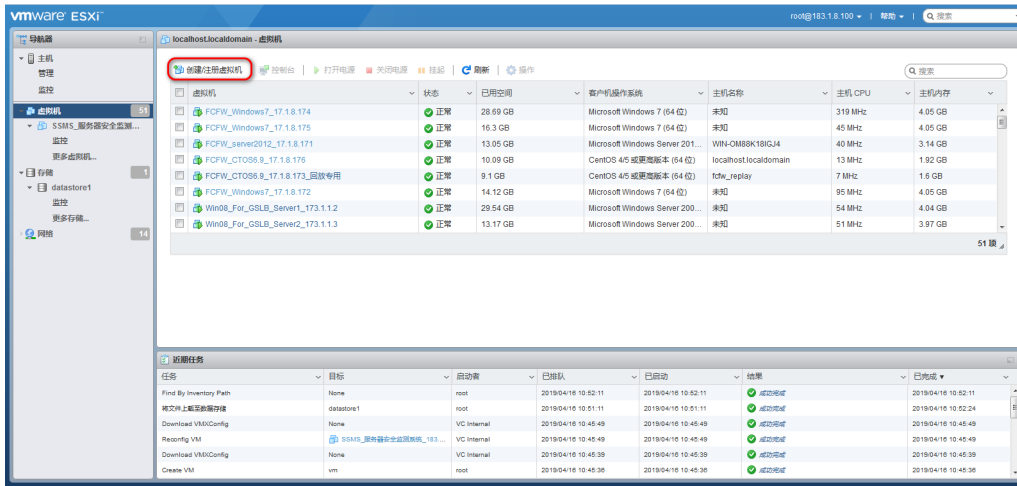 vmware ESXi™
root@183.1.8.100 | 帮助 | 搜索
导航器
主机
管理
监控
虚拟机 51
SSMS_服务器安全监测...
监控
更多虚拟机...
存储 1
datastore1
监控
更多存储...
网络 14
localhost.localdomain - 虚拟机
创建/注册虚拟机 控制台 打开电源 关闭电源 挂起 刷新 操作
搜索
虚拟机 状态 已用空间 客户机操作系统 主机名称 主机 CPU 主机内存
FCFW_Windows7_17.1.8.174 正常 28.69 GB Microsoft Windows 7 (64 位) 未知 319 MHz 4.05 GB
FCFW_Windows7_17.1.8.175 正常 16.3 GB Microsoft Windows 7 (64 位) 未知 45 MHz 4.05 GB
FCFW_server2012_17.1.8.171 正常 13.05 GB Microsoft Windows Server 201... WIN-OM88K18IGJ4 40 MHz 3.14 GB
FCFW_CTOS6.9_17.1.8.176 正常 10.09 GB CentOS 4/5 或更高版本 (64 位) localhost.localdomain 13 MHz 1.92 GB
FCFW_CTOS6.9_17.1.8.173_回放专用 正常 9.1 GB CentOS 4/5 或更高版本 (64 位) fcfw_replay 7 MHz 1.6 GB
FCFW_Windows7_17.1.8.172 正常 14.12 GB Microsoft Windows 7 (64 位) 未知 95 MHz 4.05 GB
Win08_For_GSLB_Server1_173.1.1.2 正常 29.54 GB Microsoft Windows Server 200... 未知 54 MHz 4.04 GB
Win08_For_GSLB_Server2_173.1.1.3 正常 13.17 GB Microsoft Windows Server 200... 未知 51 MHz 3.97 GB
51 项
近期任务
任务 目标 启动者 已排队 已启动 结果 已完成
Find By Inventory Path None root 2019/04/16 10:52:11 2019/04/16 10:52:11 成功完成 2019/04/16 10:52:11
将文件上载至数据存储 datastore1 root 2019/04/16 10:51:11 2019/04/16 10:51:11 成功完成 2019/04/16 10:52:24
Download VMXConfig None VC Internal 2019/04/16 10:45:49 2019/04/16 10:45:49 成功完成 2019/04/16 10:45:49
Reconfig VM SSMS_服务器安全监测系统_183.... VC Internal 2019/04/16 10:45:49 2019/04/16 10:45:49 成功完成 2019/04/16 10:45:49
Download VMXConfig None VC Internal 2019/04/16 10:45:39 2019/04/16 10:45:39 成功完成 2019/04/16 10:45:39
Create VM vm root 2019/04/16 10:45:36 2019/04/16 10:45:36 成功完成 2019/04/16 10:45:36